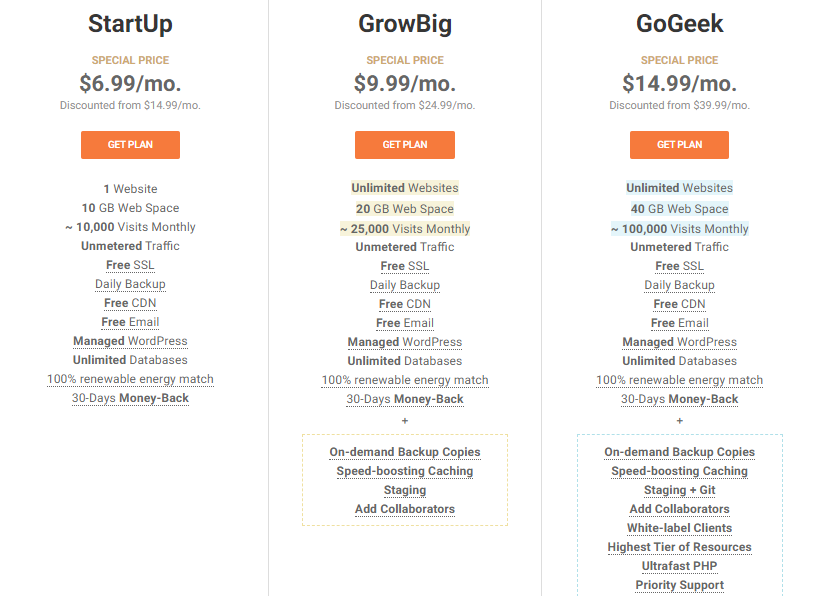 StartUp
SPECIAL PRICE
$6.99/mo.
Discounted from $14.99/mo.
GET PLAN
1 Website
10 GB Web Space
~ 10,000 Visits Monthly
Unmetered Traffic
Free SSL
Daily Backup
Free CDN
Free Email
Managed WordPress
Unlimited Databases
100% renewable energy match
30-Days Money-Back
GrowBig
SPECIAL PRICE
$9.99/mo.
Discounted from $24.99/mo.
GET PLAN
Unlimited Websites
20 GB Web Space
~ 25,000 Visits Monthly
Unmetered Traffic
Free SSL
Daily Backup
Free CDN
Free Email
Managed WordPress
Unlimited Databases
100% renewable energy match
30-Days Money-Back
+
On-demand Backup Copies
Speed-boosting Caching
Staging
Add Collaborators
GoGeek
SPECIAL PRICE
$14.99/mo.
Discounted from $39.99/mo.
GET PLAN
Unlimited Websites
40 GB Web Space
~ 100,000 Visits Monthly
Unmetered Traffic
Free SSL
Daily Backup
Free CDN
Free Email
Managed WordPress
Unlimited Databases
100% renewable energy match
30-Days Money-Back
+
On-demand Backup Copies
Speed-boosting Caching
Staging + Git
Add Collaborators
White-label Clients
Highest Tier of Resources
Ultrafast PHP
Priority Support